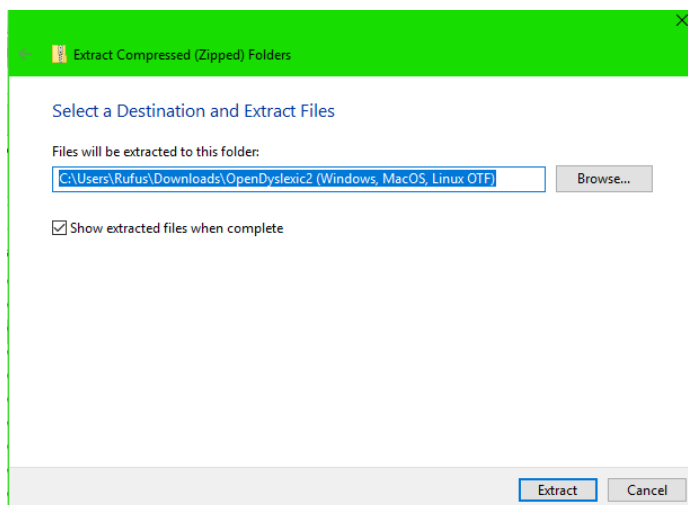 Extract Compressed (Zipped) Folders
Select a Destination and Extract Files
Files will be extracted to this folder:
C:\Users\Rufus\Downloads\OpenDyslexic2 (Windows, MacOS, Linux OTF)
Browse...
Show extracted files when complete
Extract
Cancel